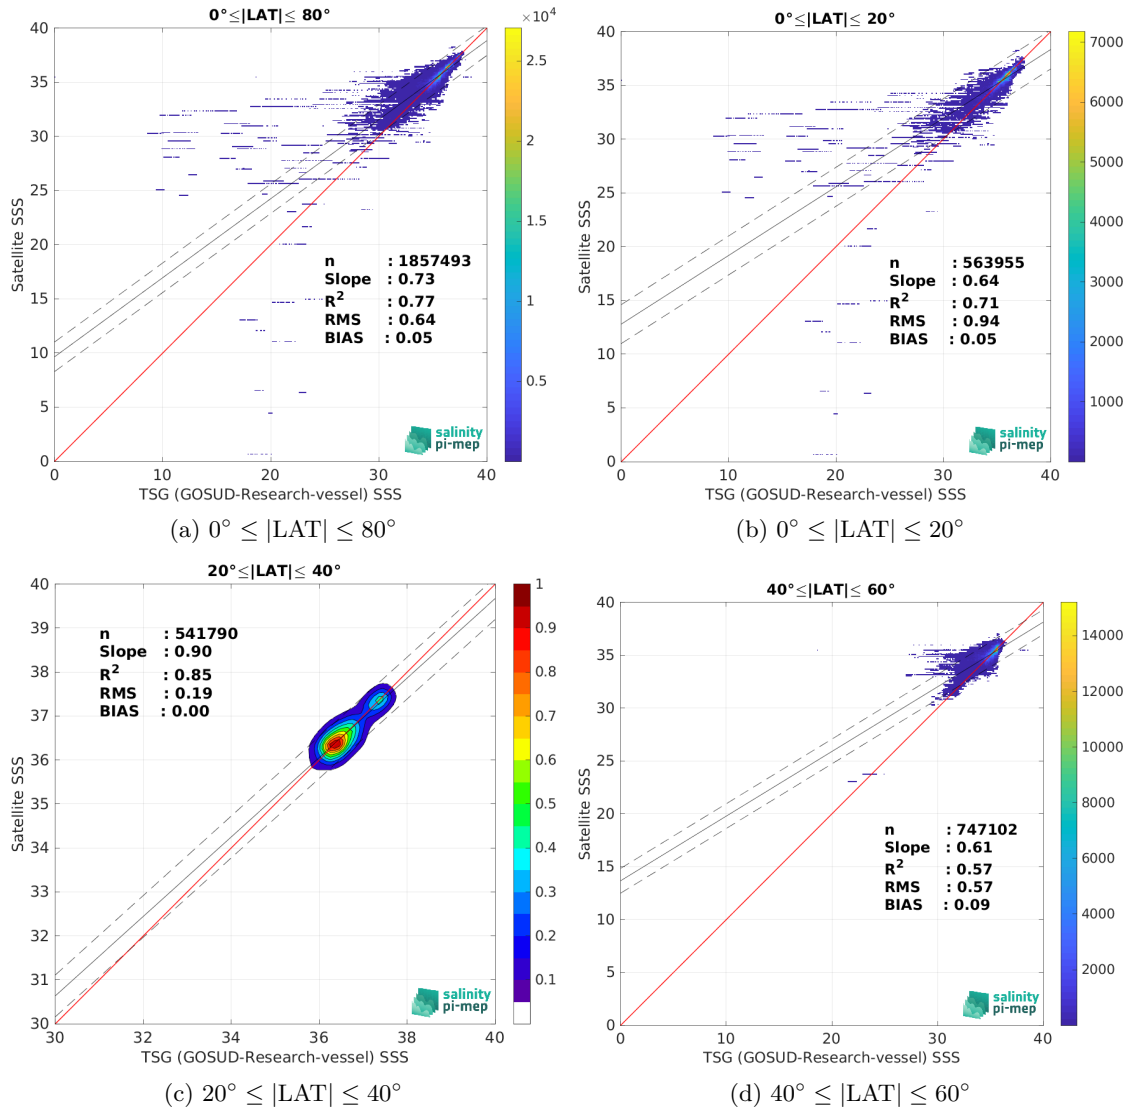 0°≤|LAT|≤ 80°
×10⁴
Satellite SSS
40
35
30
25
20
15
10
5
0
n : 1857493
Slope : 0.73
R² : 0.77
RMS : 0.64
BIAS : 0.05
salinity
pi-mep
0 10 20 30 40
TSG (GOSUD-Research-vessel) SSS
2.5
2
1.5
1
0.5
(a) 0° ≤ |LAT| ≤ 80°
0°≤|LAT|≤ 20°
Satellite SSS
40
35
30
25
20
15
10
5
0
n : 563955
Slope : 0.64
R² : 0.71
RMS : 0.94
BIAS : 0.05
salinity
pi-mep
0 10 20 30 40
TSG (GOSUD-Research-vessel) SSS
7000
6000
5000
4000
3000
2000
1000
(b) 0° ≤ |LAT| ≤ 20°
20°≤|LAT|≤ 40°
Satellite SSS
40
39
38
37
36
35
34
33
32
31
30
n : 541790
Slope : 0.90
R² : 0.85
RMS : 0.19
BIAS : 0.00
salinity
pi-mep
30 32 34 36 38 40
TSG (GOSUD-Research-vessel) SSS
1
0.9
0.8
0.7
0.6
0.5
0.4
0.3
0.2
0.1
(c) 20° ≤ |LAT| ≤ 40°
40°≤|LAT|≤ 60°
Satellite SSS
40
35
30
25
20
15
10
5
0
n : 747102
Slope : 0.61
R² : 0.57
RMS : 0.57
BIAS : 0.09
salinity
pi-mep
0 10 20 30 40
TSG (GOSUD-Research-vessel) SSS
14000
12000
10000
8000
6000
4000
2000
(d) 40° ≤ |LAT| ≤ 60°